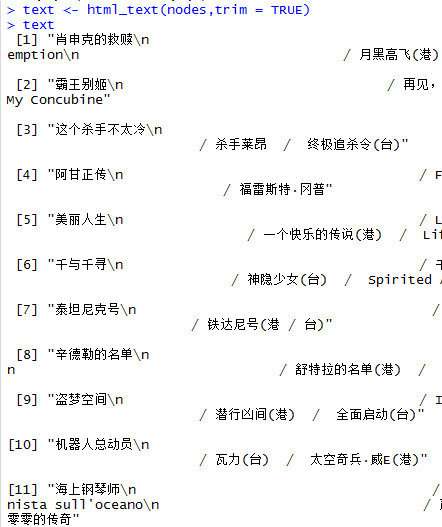 > text <- html_text(nodes,trim = TRUE)
> text
[1] "肖申克的救赎\n
emption\n / 月黑高飞(港)
[2] "霸王别姬\n / 再见,
My Concubine"
[3] "这个杀手不太冷\n
/ 杀手莱昂 / 终极追杀令(台)"
[4] "阿甘正传\n / F
/ 福雷斯特·冈普"
[5] "美丽人生\n / L
/ 一个快乐的传说(港) / Lif
[6] "千与千寻\n / 千
/ 神隐少女(台) / Spirited A
[7] "泰坦尼克号\n /
/ 铁达尼号(港 / 台)"
[8] "辛德勒的名单\n
n / 舒特拉的名单(港) /
[9] "盗梦空间\n / I
/ 潜行凶间(港) / 全面启动(台)"
[10] "机器人总动员\n
/ 瓦力(台) / 太空奇兵·威E(港)"
[11] "海上钢琴师\n /
nista sull'oceano\n /
零零的传奇"